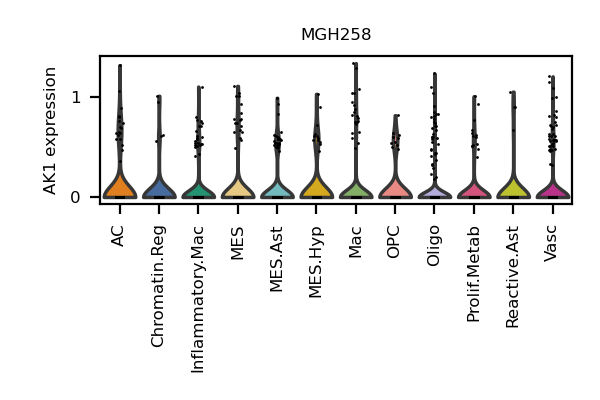 MGH258
AK1 expression
1
0
AC
Chromatin.Reg
Inflammatory.Mac
MES
MES.Ast
MES.Hyp
Mac
OPC
Oligo
Prolif.Metab
Reactive.Ast
Vasc